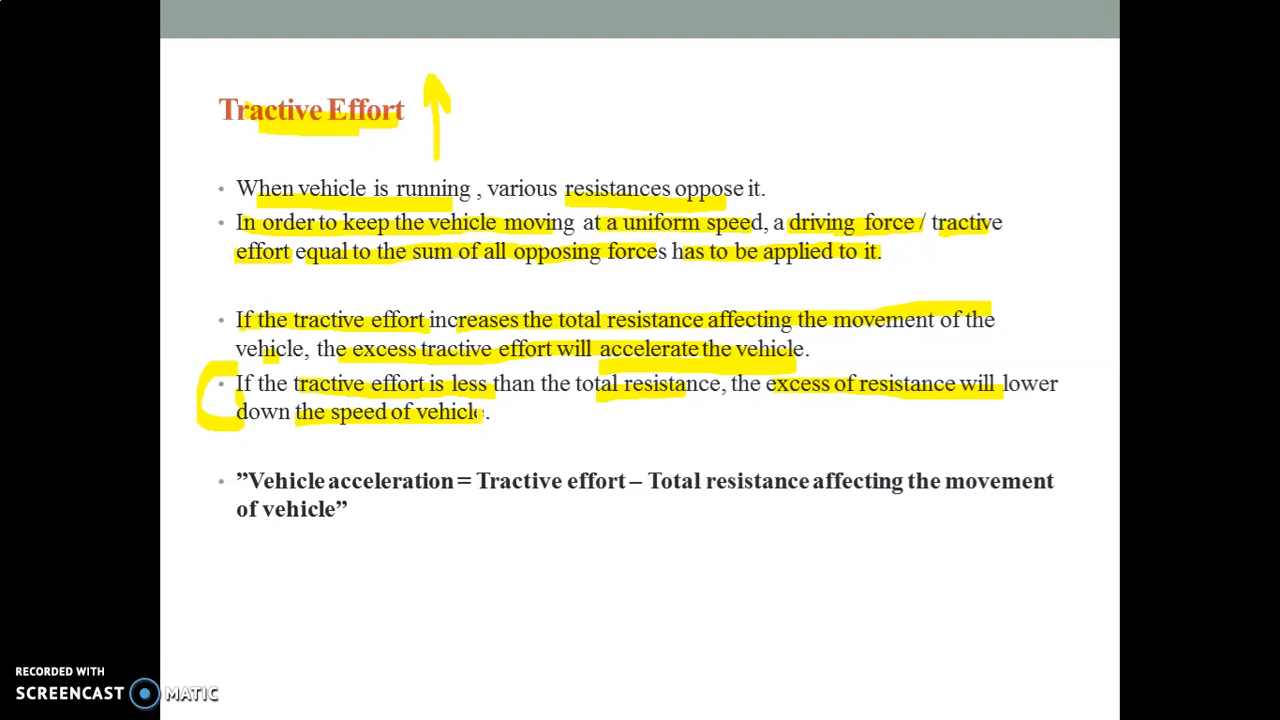 Tractive Effort
• When vehicle is running , various resistances oppose it.
• In order to keep the vehicle moving at a uniform speed, a driving force / tractive
effort equal to the sum of all opposing forces has to be applied to it.
• If the tractive effort increases the total resistance affecting the movement of the
vehicle, the excess tractive effort will accelerate the vehicle.
• If the tractive effort is less than the total resistance, the excess of resistance will lower
down the speed of vehicle.
• ”Vehicle acceleration = Tractive effort – Total resistance affecting the movement
of vehicle”
RECORDED WITH
SCREENCAST MATIC